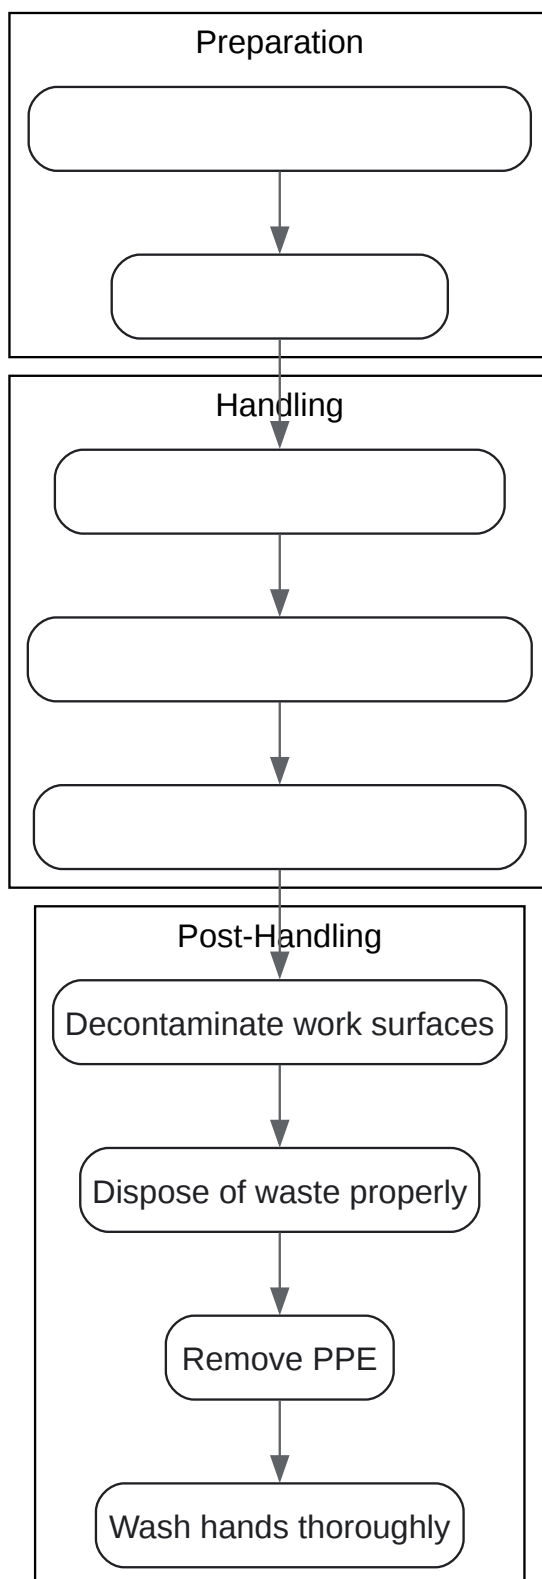 Preparation
Handling
Post-Handling
Decontaminate work surfaces
Dispose of waste properly
Remove PPE
Wash hands thoroughly